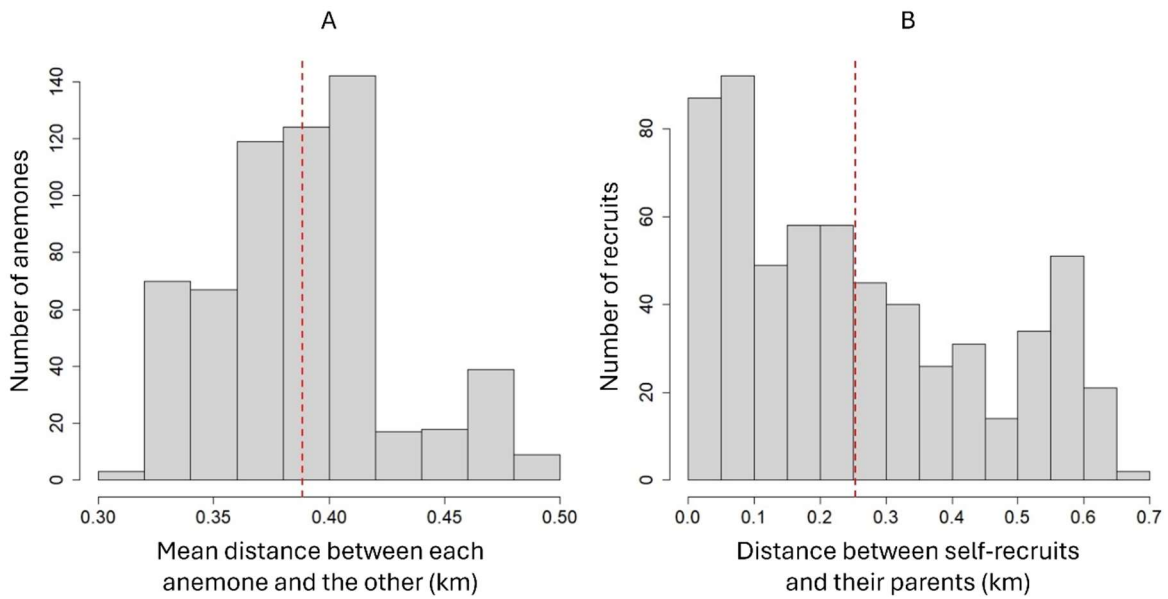 A
Number of anemones
140
120
100
80
60
40
20
0
0.30 0.35 0.40 0.45 0.50
Mean distance between each
anemone and the other (km)
B
Number of recruits
80
60
40
20
0
0.0 0.1 0.2 0.3 0.4 0.5 0.6 0.7
Distance between self-recruits
and their parents (km)